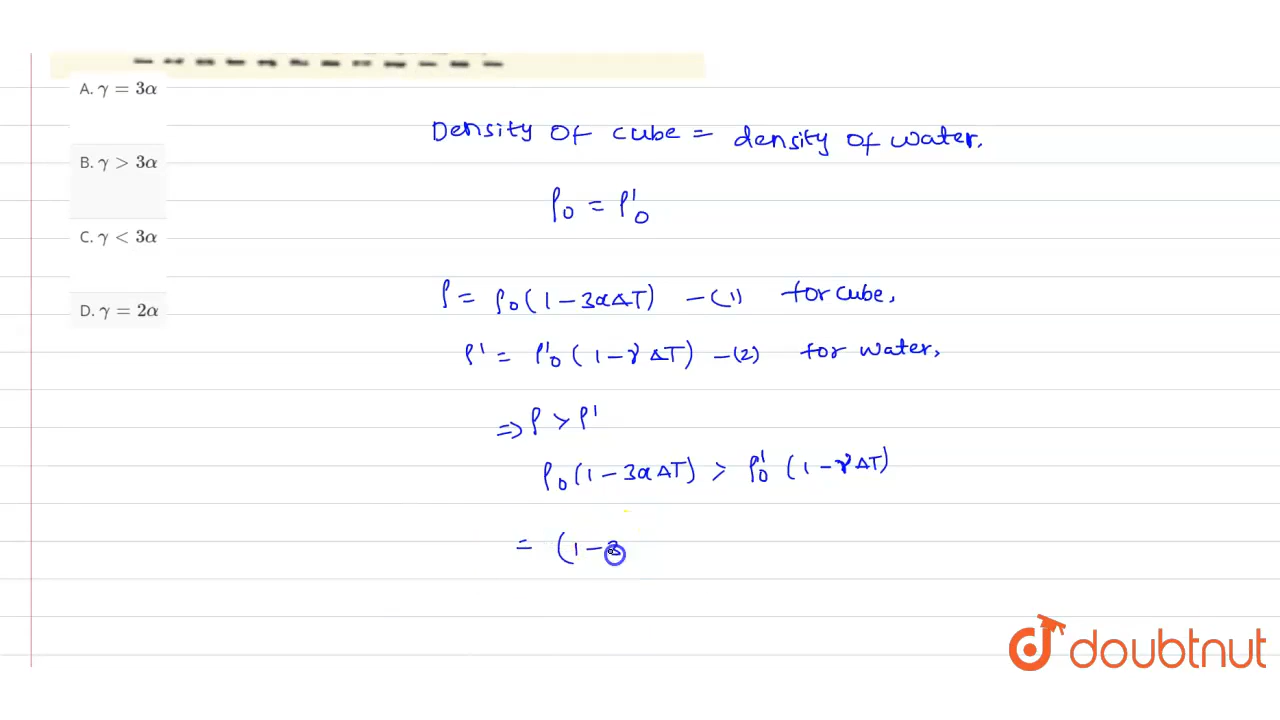 A. γ = 3α
B. γ > 3α
C. γ < 3α
D. γ = 2α
Density of cube = density of water.
ρ₀ = ρ'₀
ρ = ρ₀ (1 - 3αΔT) - (1) for cube.
ρ' = ρ'₀ (1 - γΔT) - (2) for water.
⇒ ρ > ρ'
ρ₀ (1 - 3αΔT) > ρ'₀ (1 - γΔT)
= (1 - 3
doubtnut